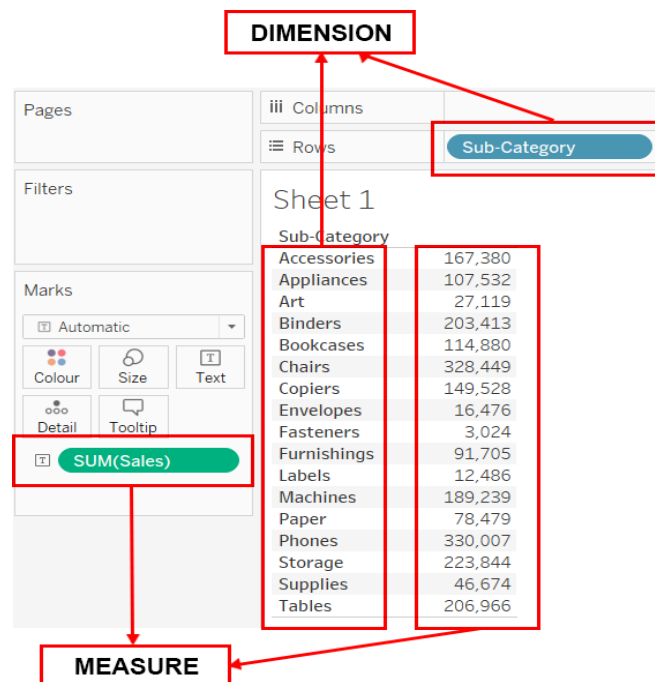 DIMENSION
Pages
iii Columns
Rows
Sub-Category
Filters
Sheet 1
Sub-Category
Accessories 167,380
Appliances 107,532
Art 27,119
Binders 203,413
Bookcases 114,880
Chairs 328,449
Copiers 149,528
Envelopes 16,476
Fasteners 3,024
Furnishings 91,705
Labels 12,486
Machines 189,239
Paper 78,479
Phones 330,007
Storage 223,844
Supplies 46,674
Tables 206,966
Marks
T Automatic
Colour Size T Text
Detail Tooltip
T SUM(Sales)
MEASURE